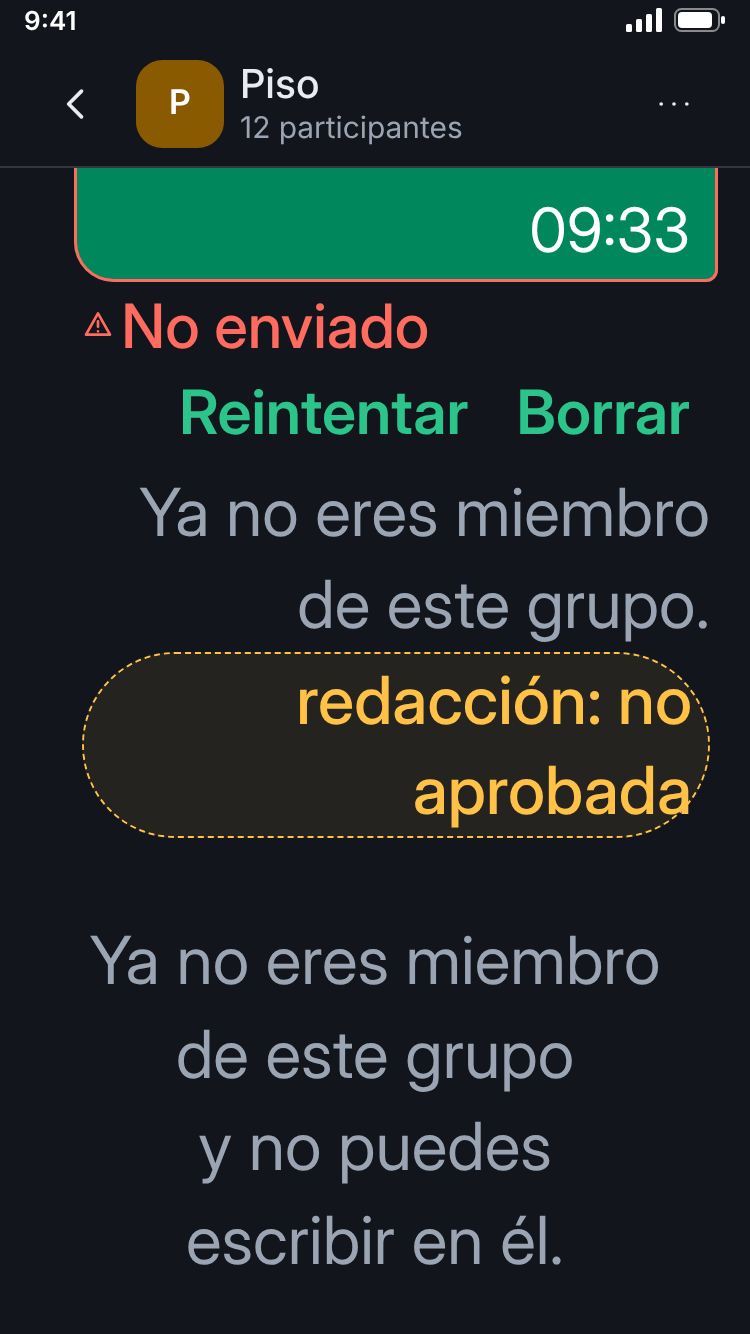 9:41
P
Piso
12 participantes
...
09:33
No enviado
Reintentar Borrar
Ya no eres miembro
de este grupo.
redacción: no
aprobada
Ya no eres miembro
de este grupo
y no puedes
escribir en él.